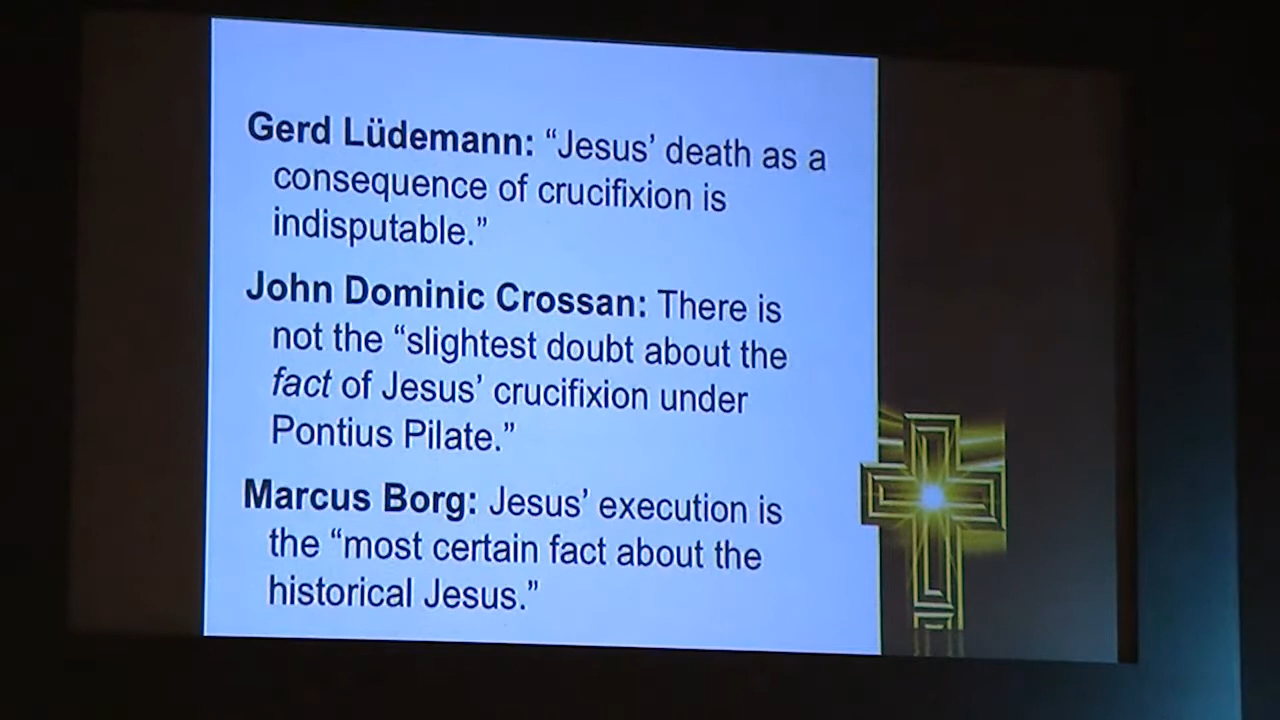 Gerd Lüdemann: “Jesus’ death as a
consequence of crucifixion is
indisputable.”
John Dominic Crossan: There is
not the “slightest doubt about the
fact of Jesus’ crucifixion under
Pontius Pilate.”
Marcus Borg: Jesus’ execution is
the “most certain fact about the
historical Jesus.”